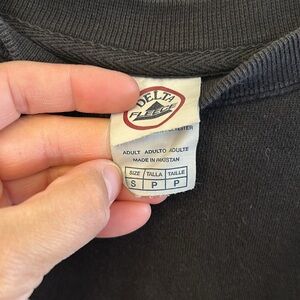 DELTA
FLEECE
ADULT ADULTO ADULTE
MADE IN PAKISTAN
SIZE TALLA TAILLE
S P P